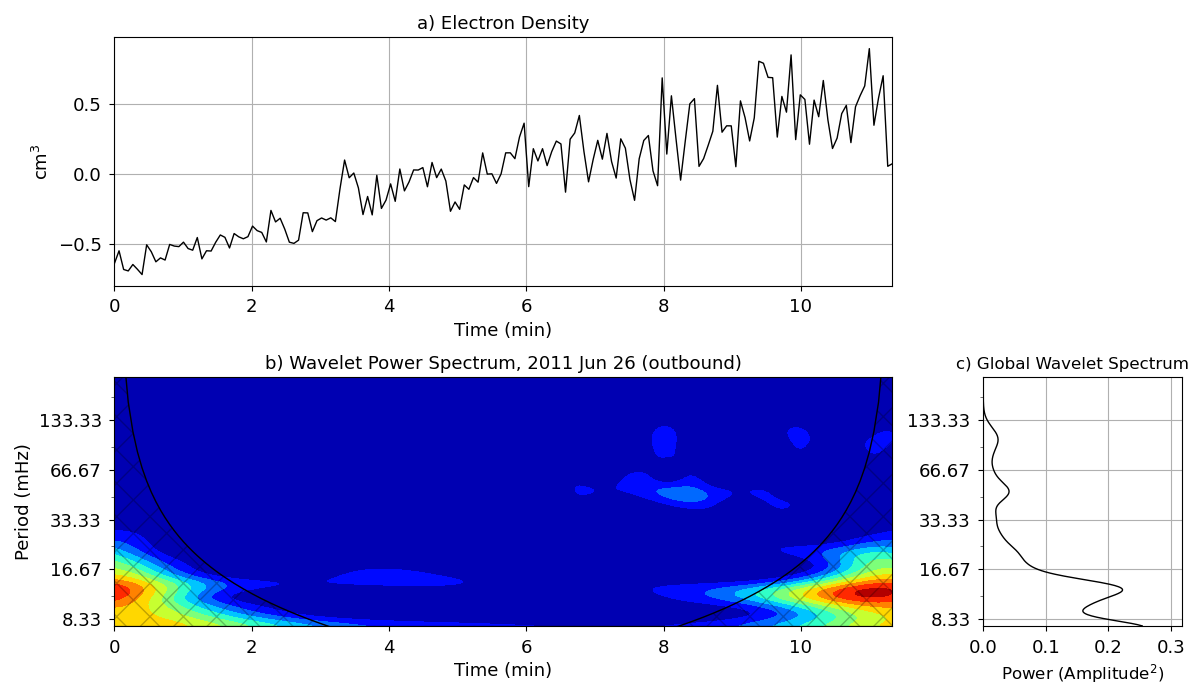 a) Electron Density
cm³
0.5
0.0
−0.5
0 2 4 6 8 10
Time (min)
b) Wavelet Power Spectrum, 2011 Jun 26 (outbound)
Period (mHz)
133.33
66.67
33.33
16.67
8.33
0 2 4 6 8 10
Time (min)
c) Global Wavelet Spectrum
133.33
66.67
33.33
16.67
8.33
0.0 0.1 0.2 0.3
Power (Amplitude²)